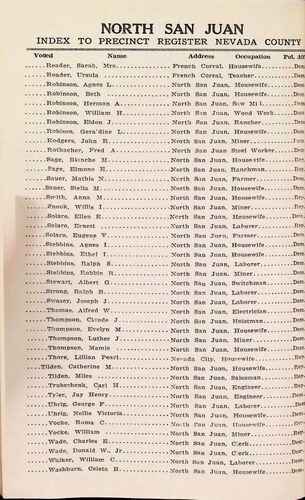 NORTH SAN JUAN
INDEX TO PRECINCT REGISTER NEVADA COUNTY
Voted Name Address Occupation Pol. Aff
Reader, Sarah, Mrs. French Corral, Housewife Dem
Reader, Ursula French Corral, Teacher Dem
Robinson, Agnes L. North San Juan, Housewife Dem
Robinson, Beth North San Juan, Housewife Dem
Robinson, Herman A. North San Juan, Saw Mil Dem
Robinson, William H North San Juan, Wood Work Dem
Robinson, Eldon J North San Juan, Rancher Dem
Robison, Gera'dine L. North San Juan, Housewife Dem
Rodgers, John R. North San Juan, Miner
Rothacher, Fred A North San Juan Steel Worker Dem
Sage, Blanche M North San Juan, Housewife Rep
Sage, Elmone E North San Juan, Ranchman Rep
Sauer, Mathis N North San Juan, Farmer Dem
Sauer, Stella M. North San Juan, Housewife Dem
Smith, Anna M North San Juan, Housewife Rep
Snook, Willis I North San Juan, Miner Dem
Solaro, Ellen E North San Juan, Housewife Dem
Solaro, Ernest North San Juan, Laborer Rep
Solaro, Eugene V North San Juan, Farmer Dem
Stebbins, Agnes I North San Juan, Housewife Dem
Stebbins, Ethel I North San Juan, Housewife Dem
Stebbins, Ralph S North San Juan, Laborer Dem
Stebbins, Robbin R North San Juan, Miner Dem
Stewart, Albert G North San Juan, Switchman Dem
Strong, Ralph B North San Juan, Laborer Dem
Swazey, Joseph J North San Juan, Laborer Dem
Thomas, Alfred W North San Juan, Electrician Dem
Thompson, Claude J North San Juan, Hoistman Dem
Thompson, Evelyn M. North San Juan, Housewife Dem
Thompson, Luther J North San Juan, Miner Dem
Thompson, Mamie North San Juan, Housewife Dem
Thore, Lillian Pearl Nevada City, Housewife Rep
Tilden, Catherine M North San Juan, Housewife Rep
Tilden, Miles North San Juan, Salesman Rep
Trubschenk, Carl H North San Juan, Engineer Rep
Tyler, Jay Henry North San Juan, Engineer Dem
Uhrig, George F. North San Juan, Laborer Dem
Uhrig, Nellie Victoria North San Juan, Housewife Dem
Vocke, Roma C North San Juan, Housewife Rep
Vocke, William North San Juan, Miner Rep
Wade, Charles E North San Juan, Clerk Dem
Wade, Donald W., Jr North San Juan, Clerk Dem
Walker, William C North San Juan, Laborer Dem
Washburn, Celsta B North San Juan, Housewife Dem